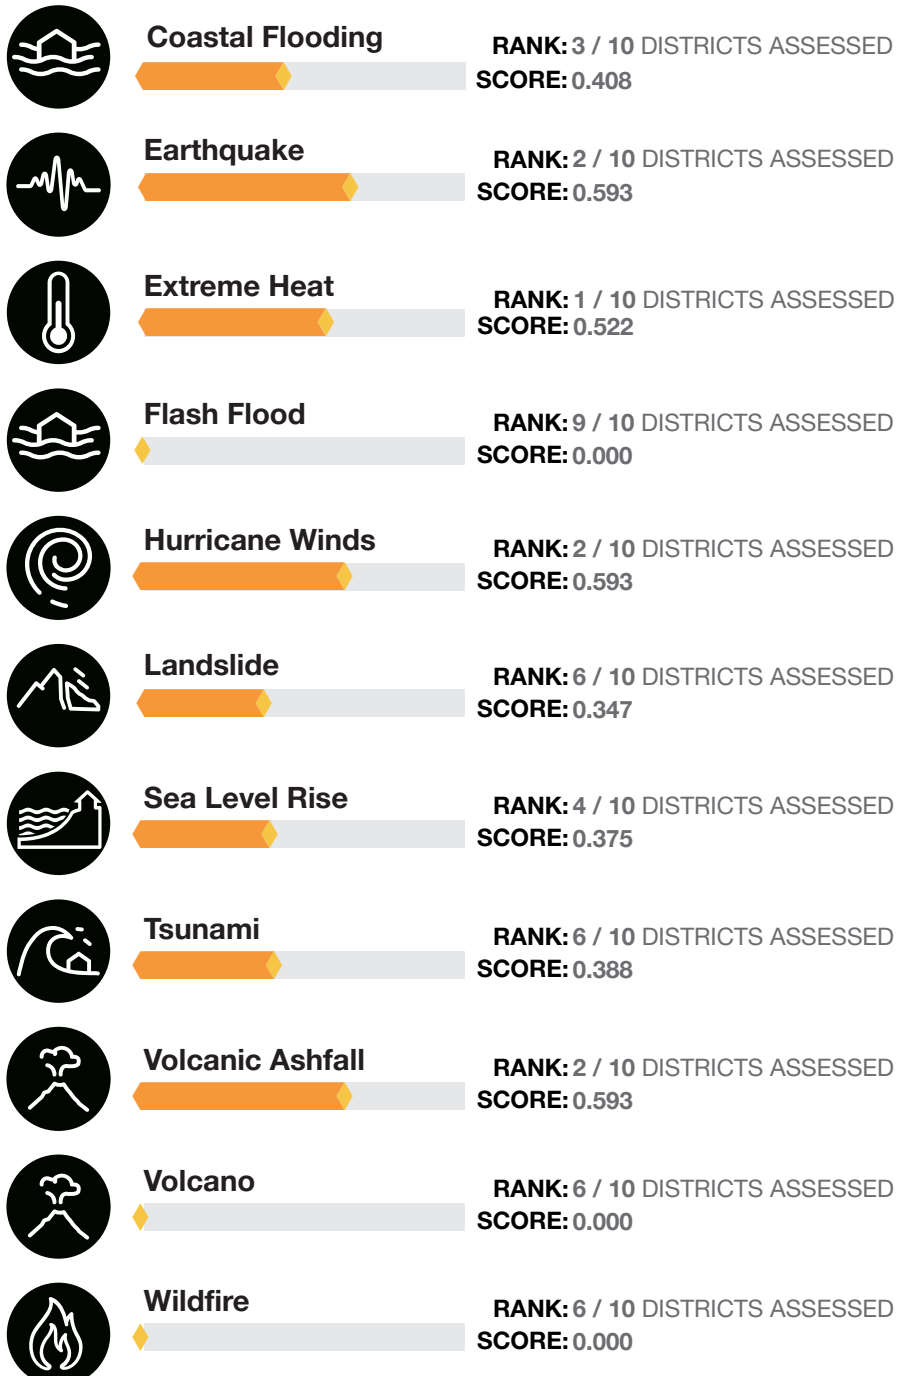 Coastal Flooding
RANK: 3 / 10 DISTRICTS ASSESSED
SCORE: 0.408
Earthquake
RANK: 2 / 10 DISTRICTS ASSESSED
SCORE: 0.593
Extreme Heat
RANK: 1 / 10 DISTRICTS ASSESSED
SCORE: 0.522
Flash Flood
RANK: 9 / 10 DISTRICTS ASSESSED
SCORE: 0.000
Hurricane Winds
RANK: 2 / 10 DISTRICTS ASSESSED
SCORE: 0.593
Landslide
RANK: 6 / 10 DISTRICTS ASSESSED
SCORE: 0.347
Sea Level Rise
RANK: 4 / 10 DISTRICTS ASSESSED
SCORE: 0.375
Tsunami
RANK: 6 / 10 DISTRICTS ASSESSED
SCORE: 0.388
Volcanic Ashfall
RANK: 2 / 10 DISTRICTS ASSESSED
SCORE: 0.593
Volcano
RANK: 6 / 10 DISTRICTS ASSESSED
SCORE: 0.000
Wildfire
RANK: 6 / 10 DISTRICTS ASSESSED
SCORE: 0.000